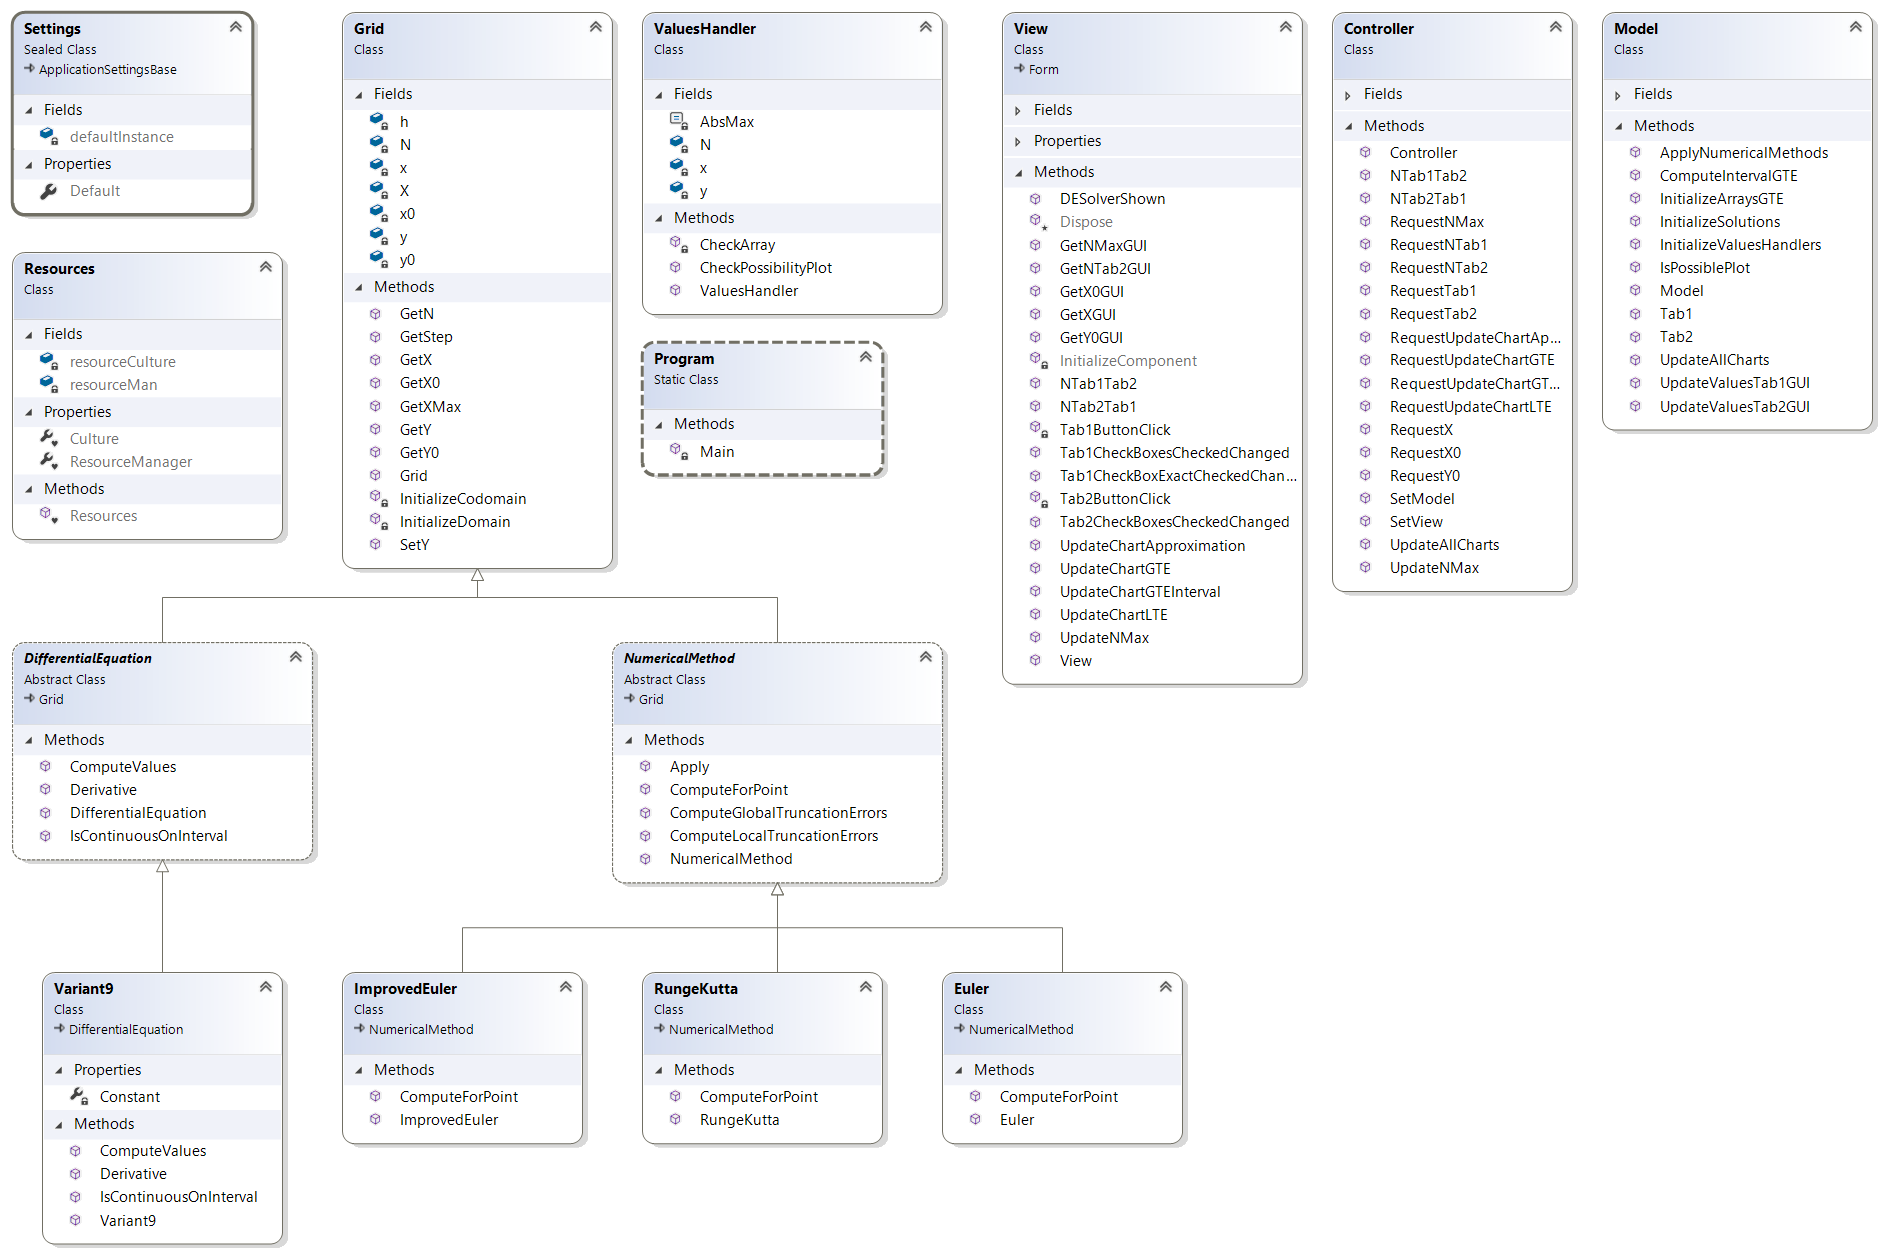 Settings
Sealed Class
ApplicationSettingsBase
Fields
defaultInstance
Properties
Default
Resources
Class
Fields
resourceCulture
resourceMan
Properties
Culture
ResourceManager
Methods
Resources
Grid
Class
Fields
h
N
x
X
x0
y
y0
Methods
GetN
GetStep
GetX
GetX0
GetXMax
GetY
GetY0
Grid
InitializeCodomain
InitializeDomain
SetY
ValuesHandler
Class
Fields
AbsMax
N
x
y
Methods
CheckArray
CheckPossibilityPlot
ValuesHandler
Program
Static Class
Methods
Main
View
Class
Form
Fields
Properties
Methods
DESolverShown
Dispose
GetNMaxGUI
GetNTab2GUI
GetX0GUI
GetXGUI
GetY0GUI
InitializeComponent
NTab1Tab2
NTab2Tab1
Tab1ButtonClick
Tab1CheckBoxesCheckedChanged
Tab1CheckBoxExactCheckedChan...
Tab2ButtonClick
Tab2CheckBoxesCheckedChanged
UpdateChartApproximation
UpdateChartGTE
UpdateChartGTEInterval
UpdateChartLTE
UpdateNMax
View
Controller
Class
Fields
Methods
Controller
NTab1Tab2
NTab2Tab1
RequestNMax
RequestNTab1
RequestNTab2
RequestTab1
RequestTab2
RequestUpdateChartAp...
RequestUpdateChartGTE
RequestUpdateChartGT...
RequestUpdateChartLTE
RequestX
RequestX0
RequestY0
SetModel
SetView
UpdateAllCharts
UpdateNMax
Model
Class
Fields
Methods
ApplyNumericalMethods
ComputeIntervalGTE
InitializeArraysGTE
InitializeSolutions
InitializeValuesHandlers
IsPossiblePlot
Model
Tab1
Tab2
UpdateAllCharts
UpdateValuesTab1GUI
UpdateValuesTab2GUI
DifferentialEquation
Abstract Class
Grid
Methods
ComputeValues
Derivative
DifferentialEquation
IsContinuousOnInterval
NumericalMethod
Abstract Class
Grid
Methods
Apply
ComputeForPoint
ComputeGlobalTruncationErrors
ComputeLocalTruncationErrors
NumericalMethod
Variant9
Class
DifferentialEquation
Properties
Constant
Methods
ComputeValues
Derivative
IsContinuousOnInterval
Variant9
ImprovedEuler
Class
NumericalMethod
Methods
ComputeForPoint
ImprovedEuler
RungeKutta
Class
NumericalMethod
Methods
ComputeForPoint
RungeKutta
Euler
Class
NumericalMethod
Methods
ComputeForPoint
Euler